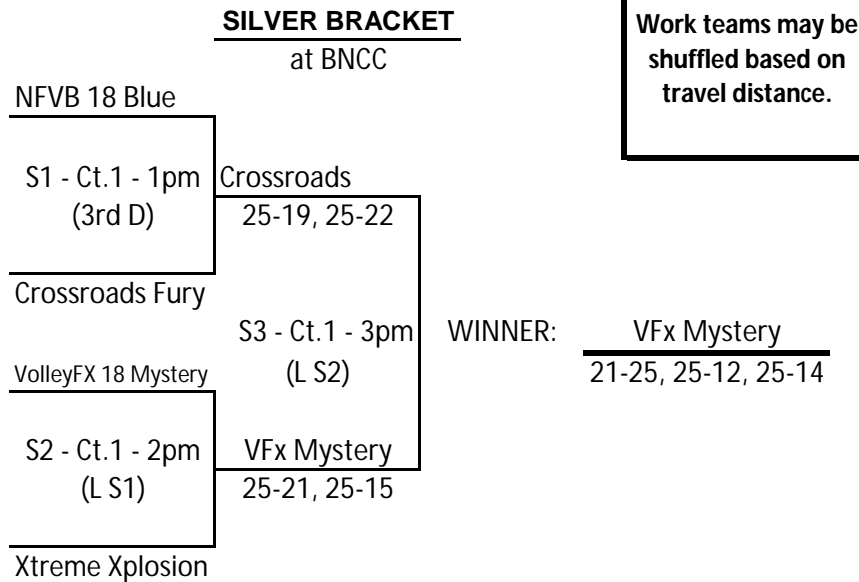 SILVER BRACKET
at BNCC
Work teams may be
shuffled based on
travel distance.
NFVB 18 Blue
S1 - Ct.1 - 1pm
(3rd D)
Crossroads
25-19, 25-22
Crossroads Fury
S3 - Ct.1 - 3pm
(L S2)
WINNER:
VFx Mystery
21-25, 25-12, 25-14
VolleyFX 18 Mystery
S2 - Ct.1 - 2pm
(L S1)
VFx Mystery
25-21, 25-15
Xtreme Xplosion